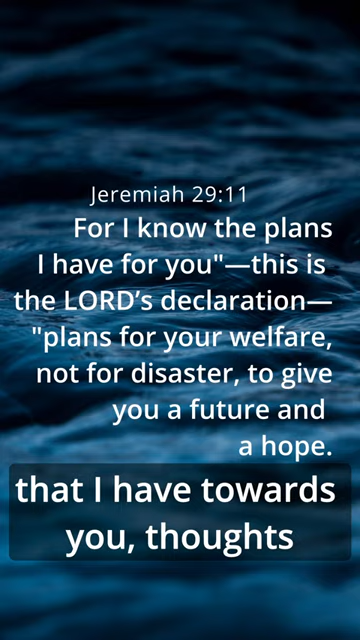 Jeremiah 29:11
For I know the plans
I have for you"—this is
the LORD’s declaration—
"plans for your welfare,
not for disaster, to give
you a future and
a hope.
that I have towards
you, thoughts